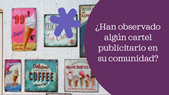 99¢
COFFEE
¿Han observado
algún cartel
publicitario en
su comunidad?